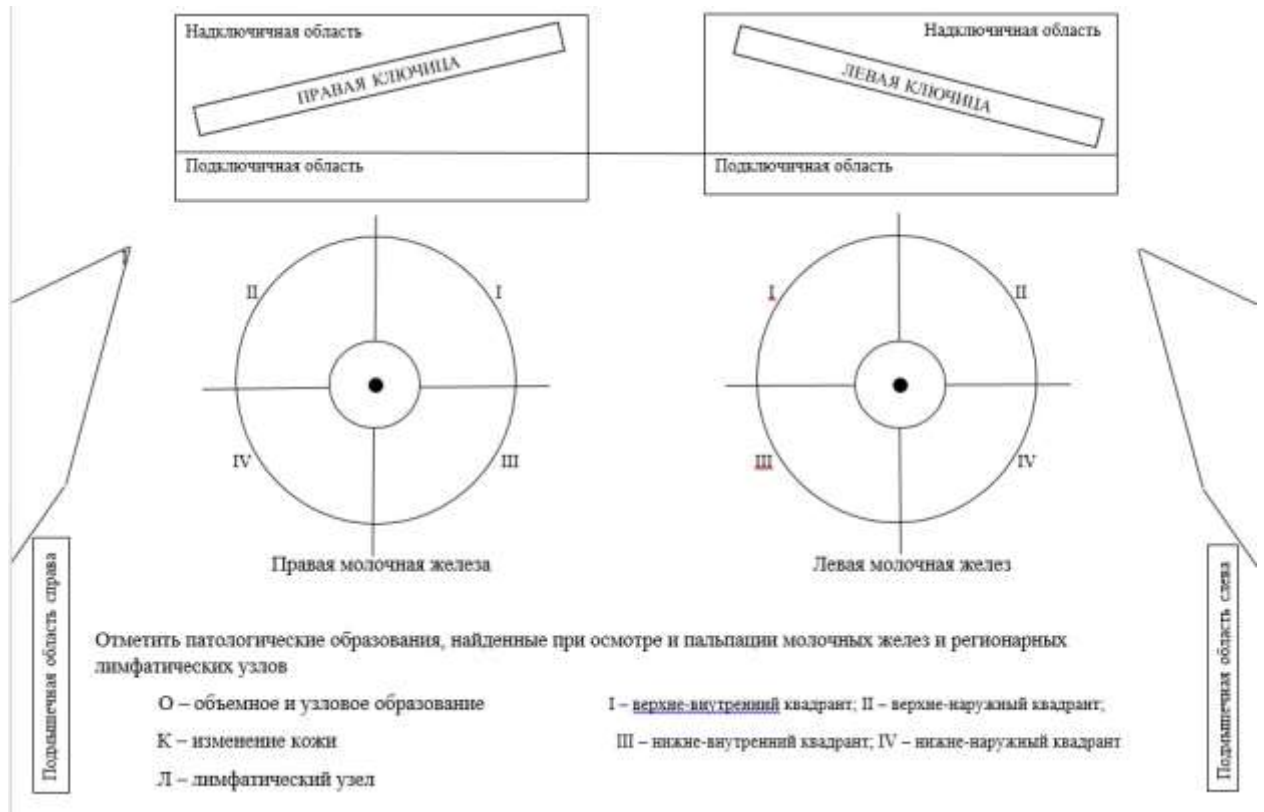 Надключичная область
ПРАВАЯ КЛЮЧИЦА
Подключичная область
Надключичная область
ЛЕВАЯ КЛЮЧИЦА
Подключичная область
II
I
IV
III
I
II
III
IV
Правая молочная железа
Левая молочная желез
Подмышечная область справа
Подмышечная область слева
Отметить патологические образования, найденные при осмотре и пальпации молочных желез и регионарных
лимфатических узлов
О – объемное и узловое образование
К – изменение кожи
Л – лимфатический узел
I – верхне-внутренний квадрант; II – верхне-наружный квадрант;
III – нижне-внутренний квадрант; IV – нижне-наружный квадрант